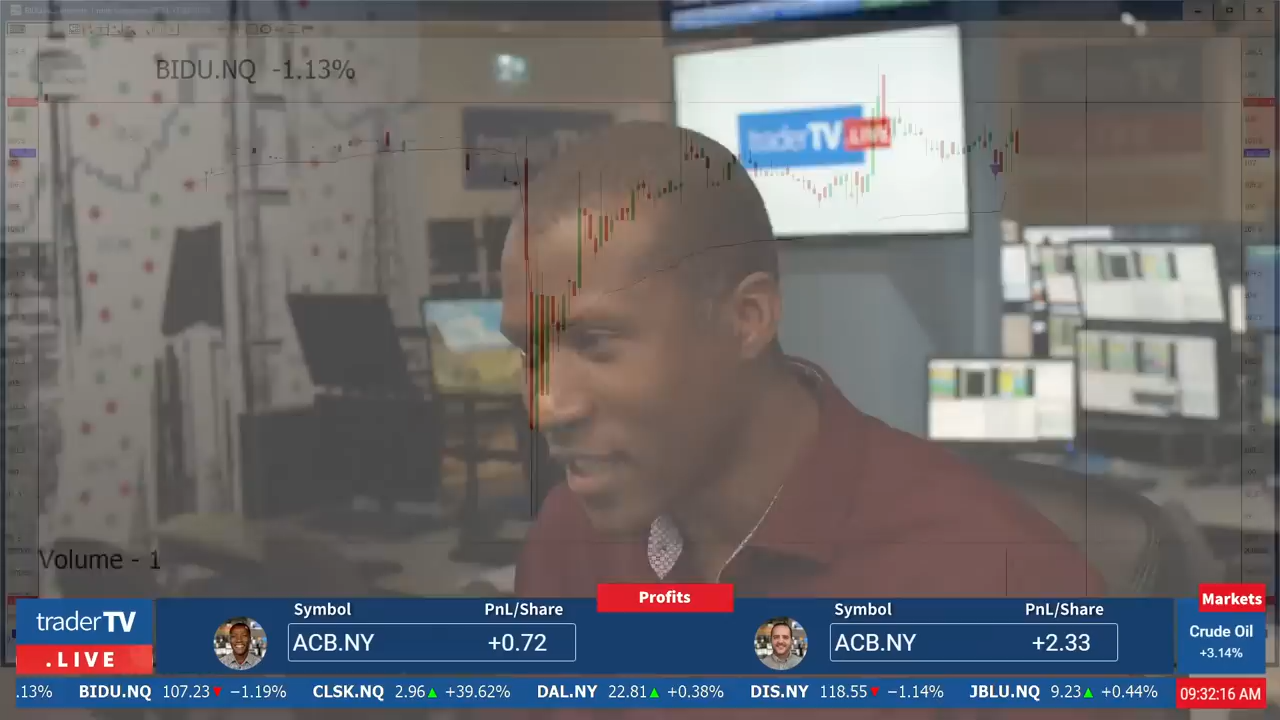 BIDU.NQ -1.13%
traderTV LIVE
Volume - 1
Profits
Markets
traderTV
.LIVE
Symbol PnL/Share
ACB.NY +0.72
Symbol PnL/Share
ACB.NY +2.33
Crude Oil
+3.14%
.13% BIDU.NQ 107.23▼ −1.19% CLSK.NQ 2.96▲ +39.62% DAL.NY 22.81▲ +0.38% DIS.NY 118.55▼ −1.14% JBLU.NQ 9.23▲ +0.44%
09:32:16 AM